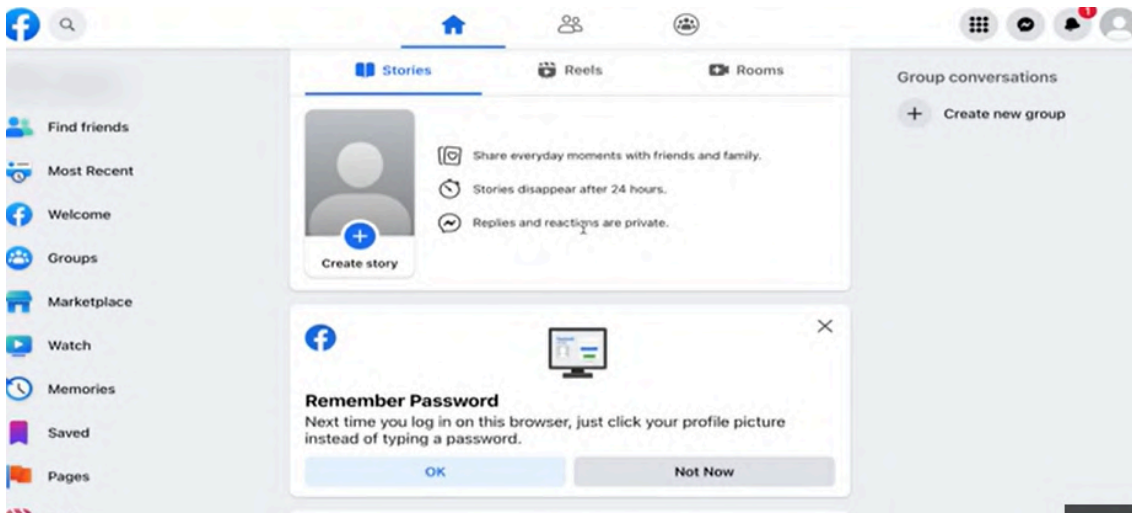 1
Stories
Reels
Rooms
Group conversations
Create new group
Find friends
Most Recent
Welcome
Groups
Marketplace
Watch
Memories
Saved
Pages
Share everyday moments with friends and family.
Stories disappear after 24 hours.
Replies and reactions are private.
Create story
Remember Password
Next time you log in on this browser, just click your profile picture
instead of typing a password.
OK
Not Now